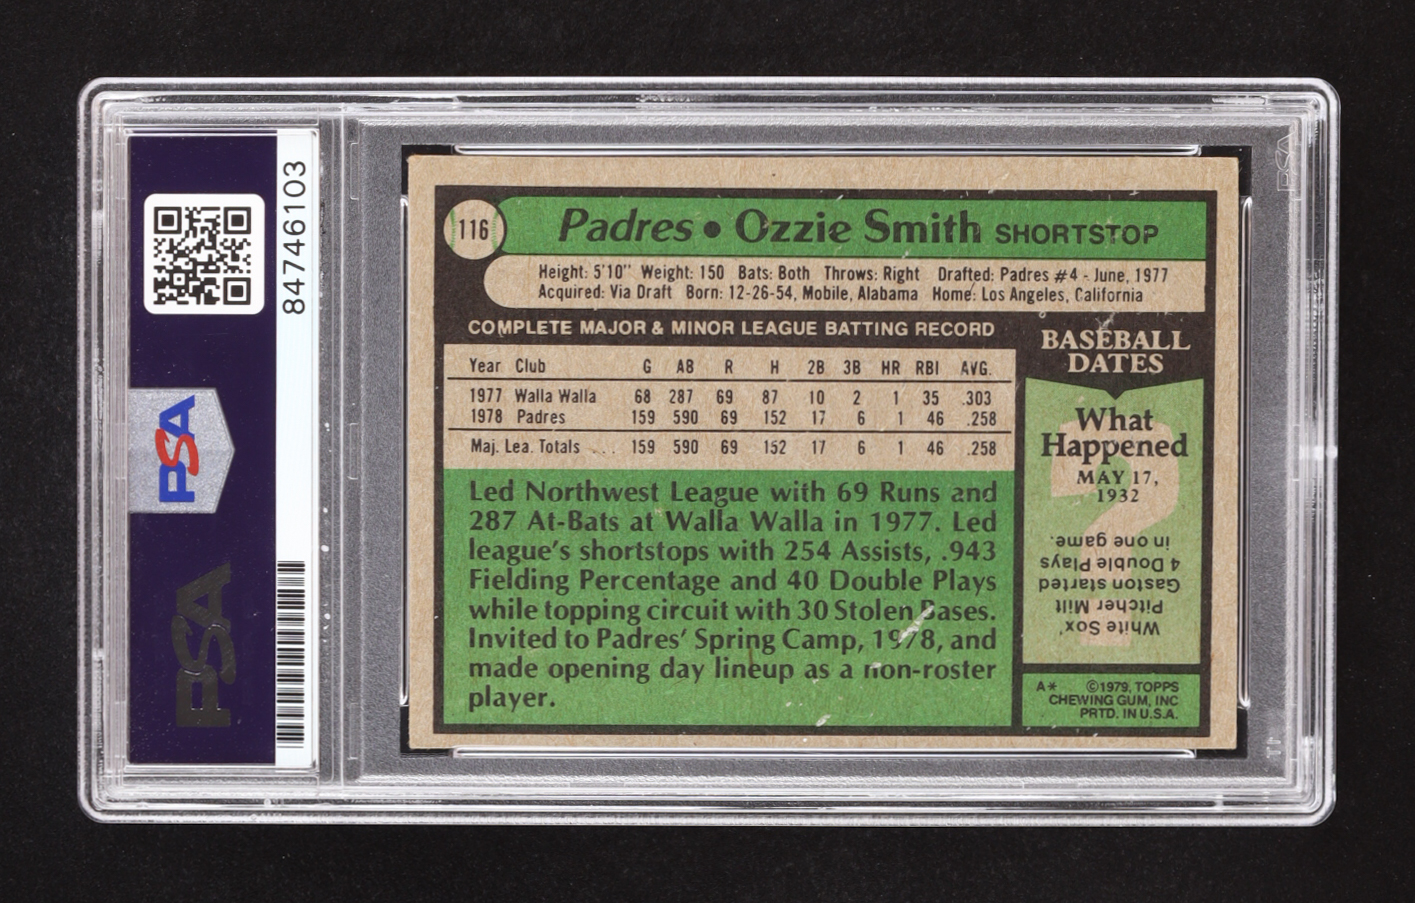 84746103
PSA
PSA
116
Padres • Ozzie Smith SHORTSTOP
Height: 5'10" Weight: 150 Bats: Both Throws: Right Drafted: Padres #4 - June, 1977
Acquired: Via Draft Born: 12-26-54, Mobile, Alabama Home: Los Angeles, California
COMPLETE MAJOR & MINOR LEAGUE BATTING RECORD
Year Club G AB R H 2B 3B HR RBI AVG.
1977 Walla Walla 68 287 69 87 10 2 1 35 .303
1978 Padres 159 590 69 152 17 6 1 46 .258
Maj. Lea. Totals ... 159 590 69 152 17 6 1 46 .258
Led Northwest League with 69 Runs and
287 At-Bats at Walla Walla in 1977. Led
league's shortstops with 254 Assists, .943
Fielding Percentage and 40 Double Plays
while topping circuit with 30 Stolen Bases.
Invited to Padres' Spring Camp, 1978, and
made opening day lineup as a non-roster
player.
BASEBALL
DATES
What
Happened
MAY 17,
1932
?
White Sox'
Pitcher Milt
Gaston started
4 Double Plays
in one game.
A* ©1979, TOPPS
CHEWING GUM, INC
PRTD. IN U.S.A.
PSA